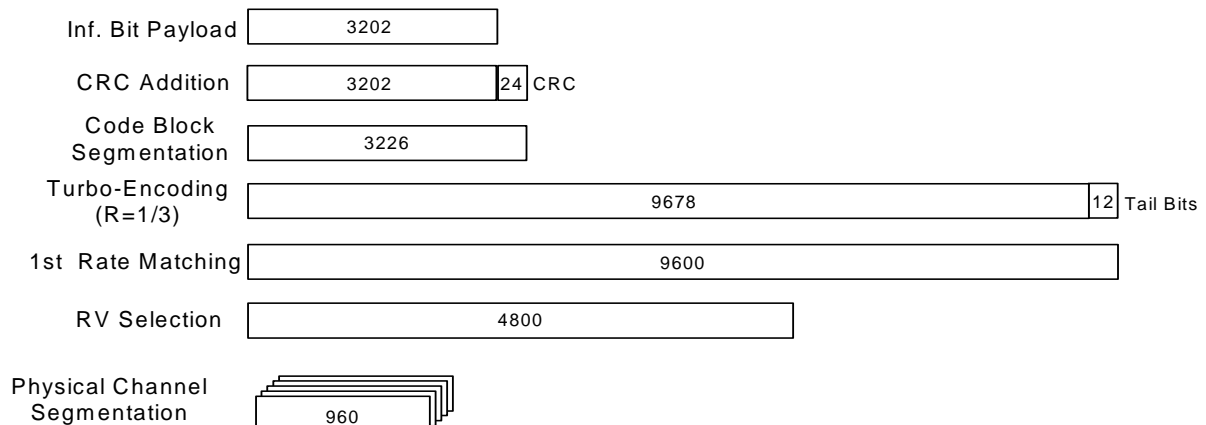 Inf. Bit Payload 3202
CRC Addition 3202 24 CRC
Code Block
Segmentation 3226
Turbo-Encoding
(R=1/3) 9678 12 Tail Bits
1st Rate Matching 9600
RV Selection 4800
Physical Channel
Segmentation 960